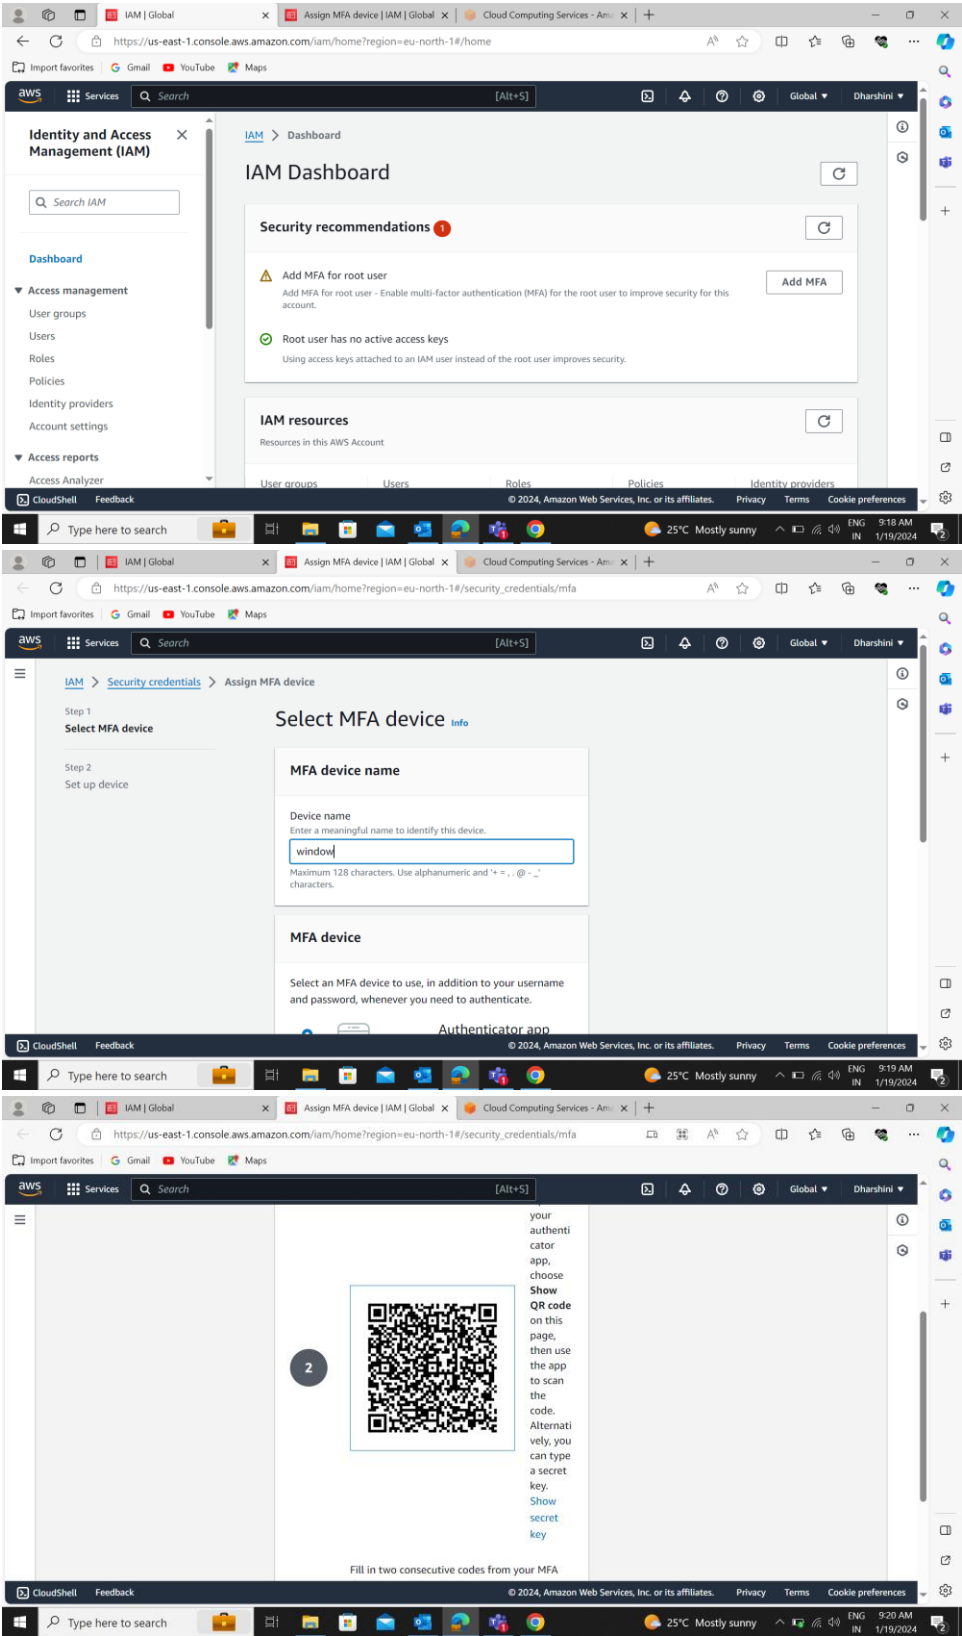 IAM | Global
Assign MFA device | IAM | Global
Cloud Computing Services - Am
https://us-east-1.console.aws.amazon.com/iam/home?region=eu-north-1#/home
Import favorites
Gmail
YouTube
Maps
aws
Services
Search
[Alt+S]
Global
Dharshini
Identity and Access
Management (IAM)
Search IAM
Dashboard
Access management
User groups
Users
Roles
Policies
Identity providers
Account settings
Access reports
Access Analyzer
IAM > Dashboard
IAM Dashboard
Security recommendations 1
Add MFA for root user
Add MFA for root user - Enable multi-factor authentication (MFA) for the root user to improve security for this
account.
Add MFA
Root user has no active access keys
Using access keys attached to an IAM user instead of the root user improves security.
IAM resources
Resources in this AWS Account
User groups
Users
Roles
Policies
Identity providers
CloudShell
Feedback
© 2024, Amazon Web Services, Inc. or its affiliates.
Privacy
Terms
Cookie preferences
Type here to search
25°C Mostly sunny
ENG
IN
9:18 AM
1/19/2024
2
IAM | Global
Assign MFA device | IAM | Global
Cloud Computing Services - Am
https://us-east-1.console.aws.amazon.com/iam/home?region=eu-north-1#/security_credentials/mfa
Import favorites
Gmail
YouTube
Maps
aws
Services
Search
[Alt+S]
Global
Dharshini
IAM > Security credentials > Assign MFA device
Step 1
Select MFA device
Step 2
Set up device
Select MFA device Info
MFA device name
Device name
Enter a meaningful name to identify this device.
window
Maximum 128 characters. Use alphanumeric and '+ = , . @ - _'
characters.
MFA device
Select an MFA device to use, in addition to your username
and password, whenever you need to authenticate.
Authenticator app
CloudShell
Feedback
© 2024, Amazon Web Services, Inc. or its affiliates.
Privacy
Terms
Cookie preferences
Type here to search
25°C Mostly sunny
ENG
IN
9:19 AM
1/19/2024
2
IAM | Global
Assign MFA device | IAM | Global
Cloud Computing Services - Am
https://us-east-1.console.aws.amazon.com/iam/home?region=eu-north-1#/security_credentials/mfa
Import favorites
Gmail
YouTube
Maps
aws
Services
Search
[Alt+S]
Global
Dharshini
2
your
authenti
cator
app,
choose
Show
QR code
on this
page,
then use
the app
to scan
the
code.
Alternati
vely, you
can type
a secret
key.
Show
secret
key
Fill in two consecutive codes from your MFA
CloudShell
Feedback
© 2024, Amazon Web Services, Inc. or its affiliates.
Privacy
Terms
Cookie preferences
Type here to search
25°C Mostly sunny
ENG
IN
9:20 AM
1/19/2024
2